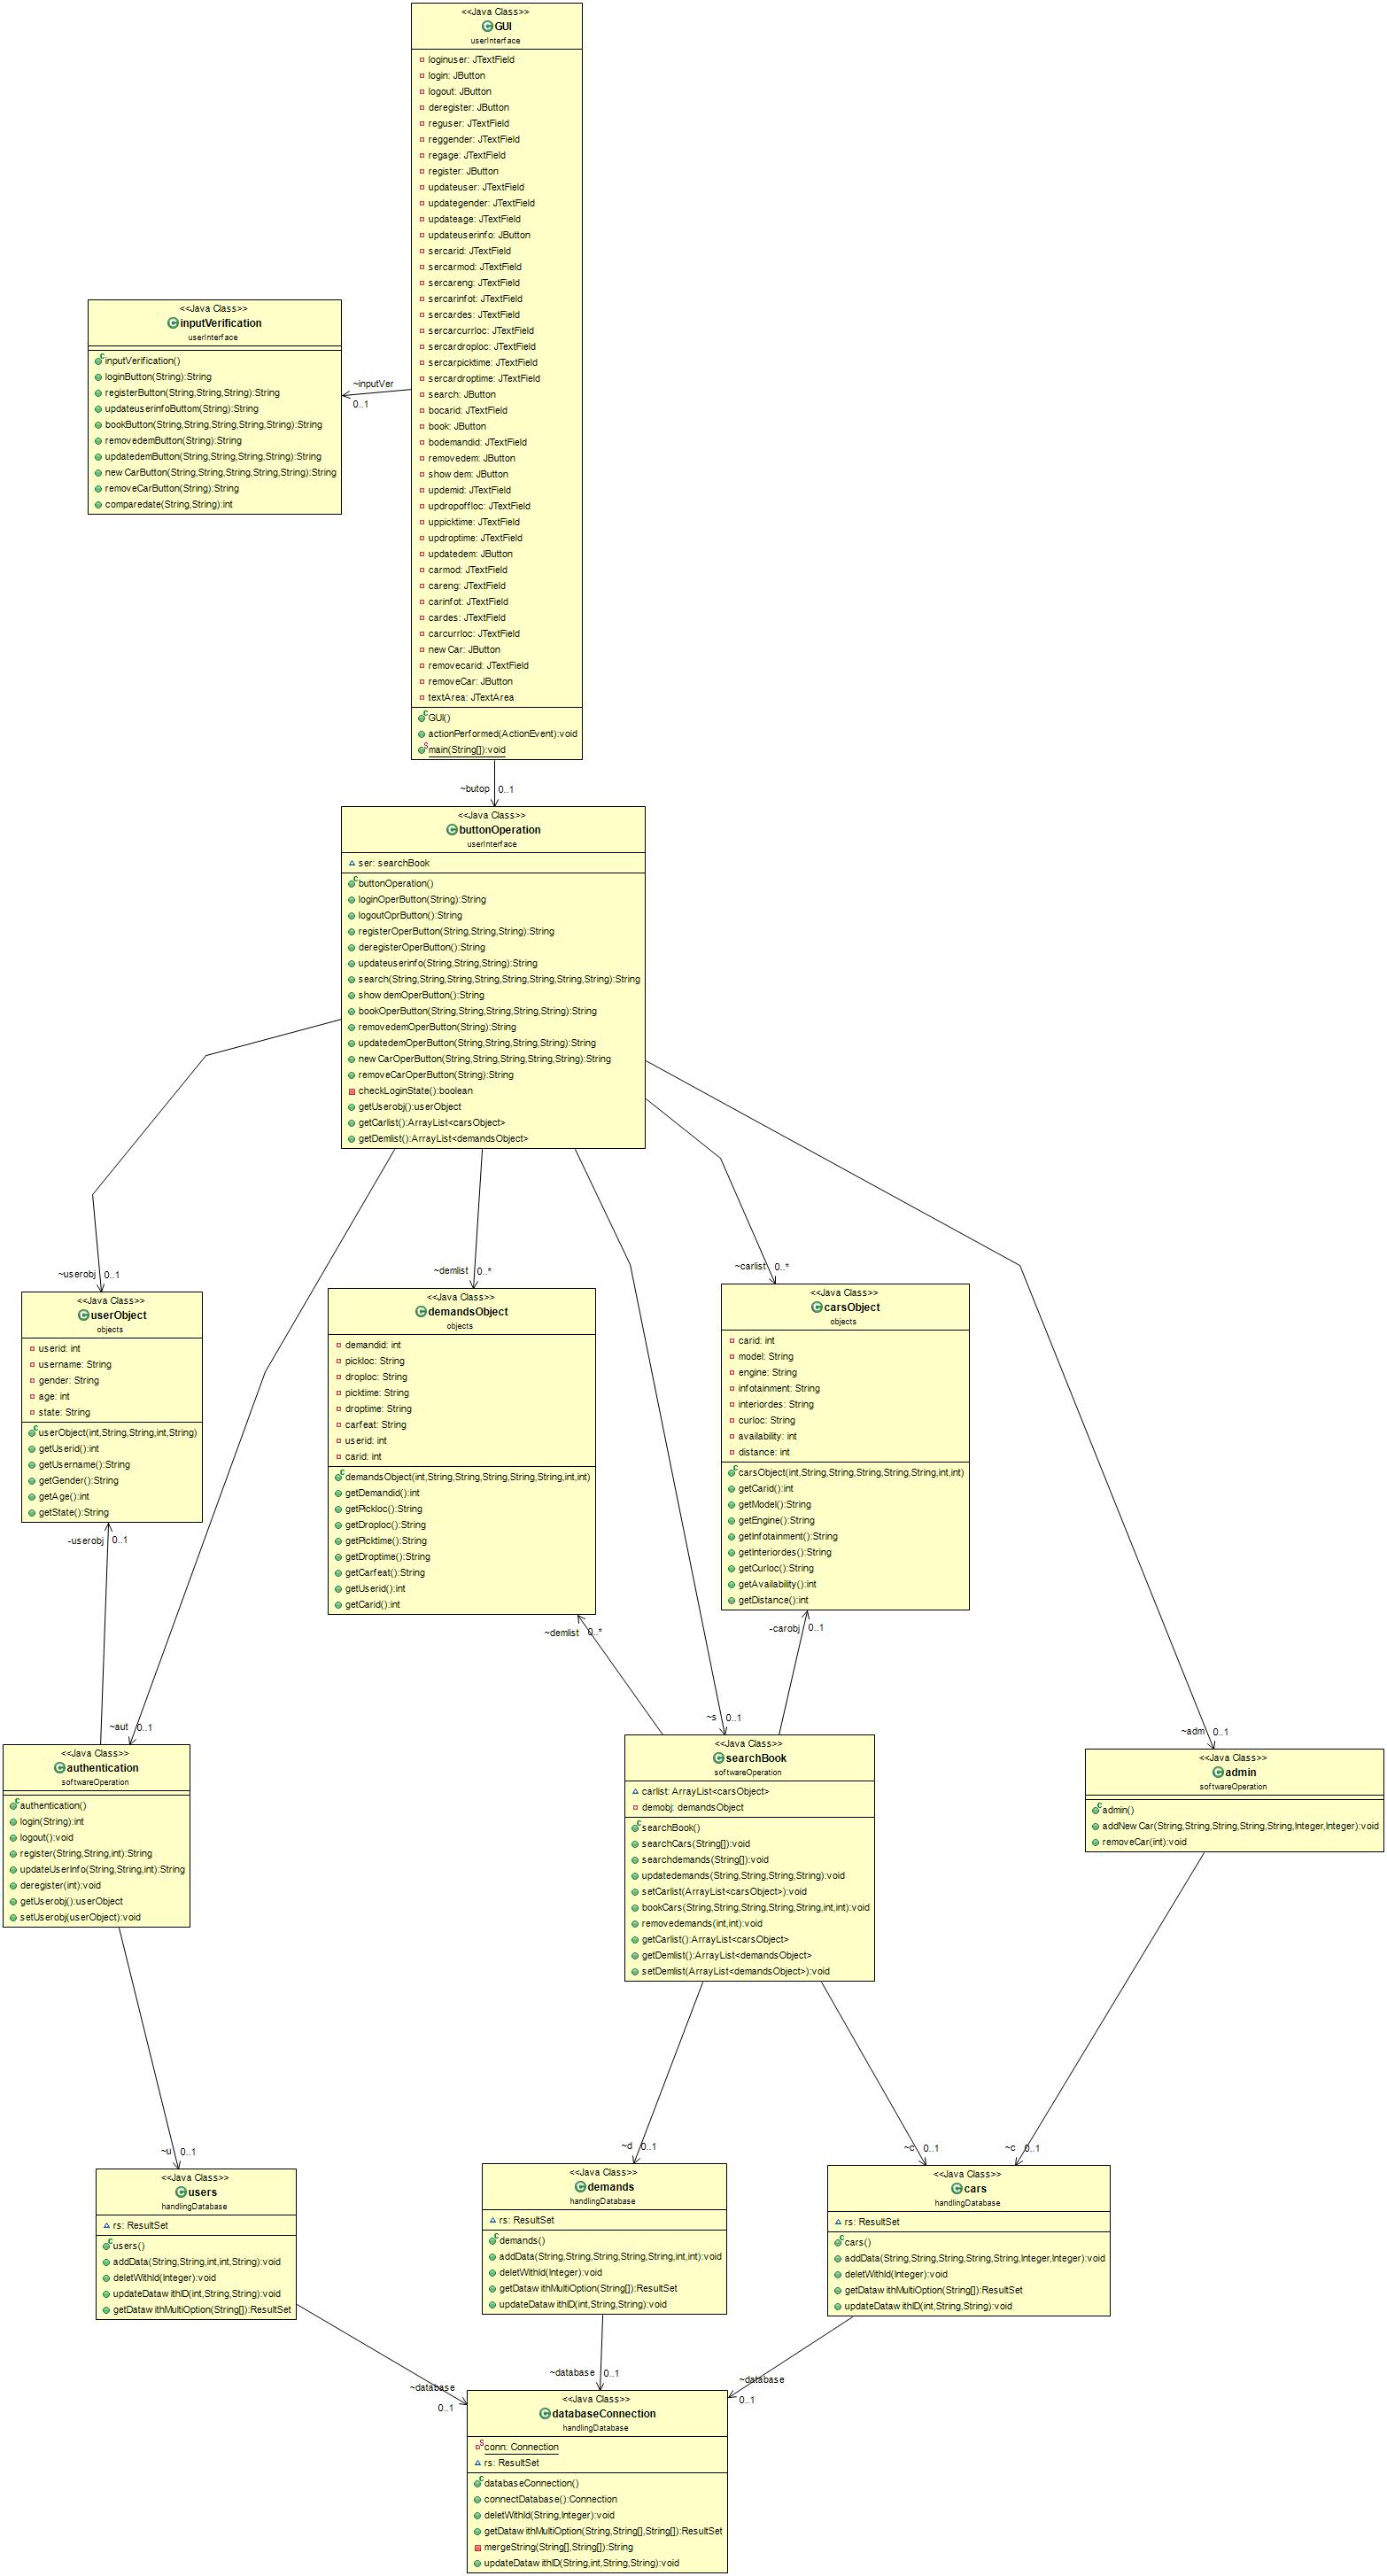 <<Java Class>>
GUI
userInterface
loginuser: JTextField
login: JButton
logout: JButton
deregister: JButton
reguser: JTextField
reggender: JTextField
regage: JTextField
register: JButton
updateuser: JTextField
updategender: JTextField
updateage: JTextField
updateuserinfo: JButton
sercarid: JTextField
sercarmod: JTextField
sercareng: JTextField
sercarinfot: JTextField
sercardes: JTextField
sercarcurrloc: JTextField
sercardroploc: JTextField
sercarpicktime: JTextField
sercardroptime: JTextField
search: JButton
bocarid: JTextField
book: JButton
bodemandid: JTextField
removedem: JButton
showdem: JButton
updemid: JTextField
updropoffloc: JTextField
uppicktime: JTextField
updroptime: JTextField
updatedem: JButton
carmod: JTextField
careng: JTextField
carinfot: JTextField
cardes: JTextField
carcurrloc: JTextField
newCar: JButton
removecarid: JTextField
removeCar: JButton
textArea: JTextArea
GUI()
actionPerformed(ActionEvent):void
main(String[]):void
<<Java Class>>
inputVerification
userInterface
inputVerification()
loginButton(String):String
registerButton(String,String,String):String
updateuserinfoButtom(String):String
bookButton(String,String,String,String,String):String
removedemButton(String):String
updatedemButton(String,String,String,String):String
newCarButton(String,String,String,String,String):String
removeCarButton(String):String
comparedate(String,String):int
~inputVer
0..1
~butop 0..1
<<Java Class>>
buttonOperation
userInterface
ser: searchBook
buttonOperation()
loginOperButton(String):String
logoutOprButton():String
registerOperButton(String,String,String):String
deregisterOperButton():String
updateuserinfo(String,String,String):String
search(String,String,String,String,String,String,String,String):String
showdemOperButton():String
bookOperButton(String,String,String,String,String):String
removedemOperButton(String):String
updatedemOperButton(String,String,String,String):String
newCarOperButton(String,String,String,String,String):String
removeCarOperButton(String):String
checkLoginState():boolean
getUserobj():userObject
getCarlist():ArrayList<carsObject>
getDemlist():ArrayList<demandsObject>
~userobj 0..1
~demlist 0..*
~carlist 0..*
<<Java Class>>
userObject
objects
userid: int
username: String
gender: String
age: int
state: String
userObject(int,String,String,int,String)
getUserid():int
getUsername():String
getGender():String
getAge():int
getState():String
<<Java Class>>
demandsObject
objects
demandid: int
pickloc: String
droploc: String
picktime: String
droptime: String
carfeat: String
userid: int
carid: int
demandsObject(int,String,String,String,String,String,int,int)
getDemandid():int
getPickloc():String
getDroploc():String
getPicktime():String
getDroptime():String
getCarfeat():String
getUserid():int
getCarid():int
<<Java Class>>
carsObject
objects
carid: int
model: String
engine: String
infotainment: String
interiordes: String
curloc: String
availability: int
distance: int
carsObject(int,String,String,String,String,String,int,int)
getCarid():int
getModel():String
getEngine():String
getInfotainment():String
getInteriordes():String
getCurloc():String
getAvailability():int
getDistance():int
-userobj 0..1
~demlist 0..*
-carobj 0..1
~aut 0..1
~s 0..1
~adm 0..1
<<Java Class>>
authentication
softwareOperation
authentication()
login(String):int
logout():void
register(String,String,int):String
updateUserInfo(String,String,int):String
deregister(int):void
getUserobj():userObject
setUserobj(userObject):void
<<Java Class>>
searchBook
softwareOperation
carlist: ArrayList<carsObject>
demobj: demandsObject
searchBook()
searchCars(String[]):void
searchdemands(String[]):void
updatedemands(String,String,String,String):void
setCarlist(ArrayList<carsObject>):void
bookCars(String,String,String,String,String,int,int):void
removedemands(int,int):void
getCarlist():ArrayList<carsObject>
getDemlist():ArrayList<demandsObject>
setDemlist(ArrayList<demandsObject>):void
<<Java Class>>
admin
softwareOperation
admin()
addNewCar(String,String,String,String,String,Integer,Integer):void
removeCar(int):void
~u 0..1
~d 0..1
~c 0..1
~c 0..1
<<Java Class>>
users
handlingDatabase
rs: ResultSet
users()
addData(String,String,int,int,String):void
deletWithId(Integer):void
updateDatawithID(int,String,String):void
getDatawithMultiOption(String[]):ResultSet
<<Java Class>>
demands
handlingDatabase
rs: ResultSet
demands()
addData(String,String,String,String,String,int,int):void
deletWithId(Integer):void
getDatawithMultiOption(String[]):ResultSet
updateDatawithID(int,String,String):void
<<Java Class>>
cars
handlingDatabase
rs: ResultSet
cars()
addData(String,String,String,String,String,Integer,Integer):void
deletWithId(Integer):void
getDatawithMultiOption(String[]):ResultSet
updateDatawithID(int,String,String):void
~database
0..1
~database 0..1
~database
0..1
<<Java Class>>
databaseConnection
handlingDatabase
conn: Connection
rs: ResultSet
databaseConnection()
connectDatabase():Connection
deletWithId(String,Integer):void
getDatawithMultiOption(String,String[],String[]):ResultSet
mergeString(String[],String[]):String
updateDatawithID(String,int,String,String):void